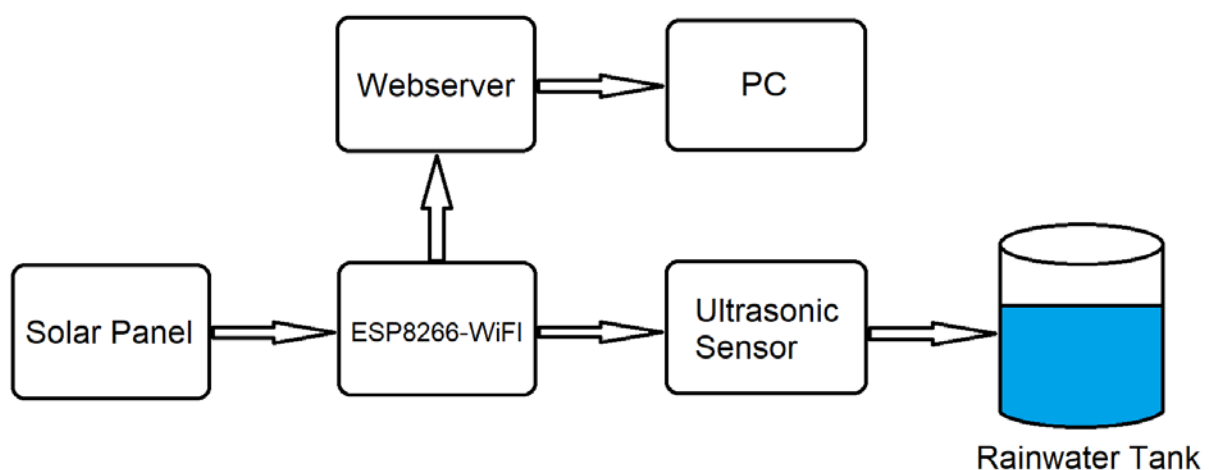 Webserver
PC
Solar Panel
ESP8266-WiFI
Ultrasonic
Sensor
Rainwater Tank